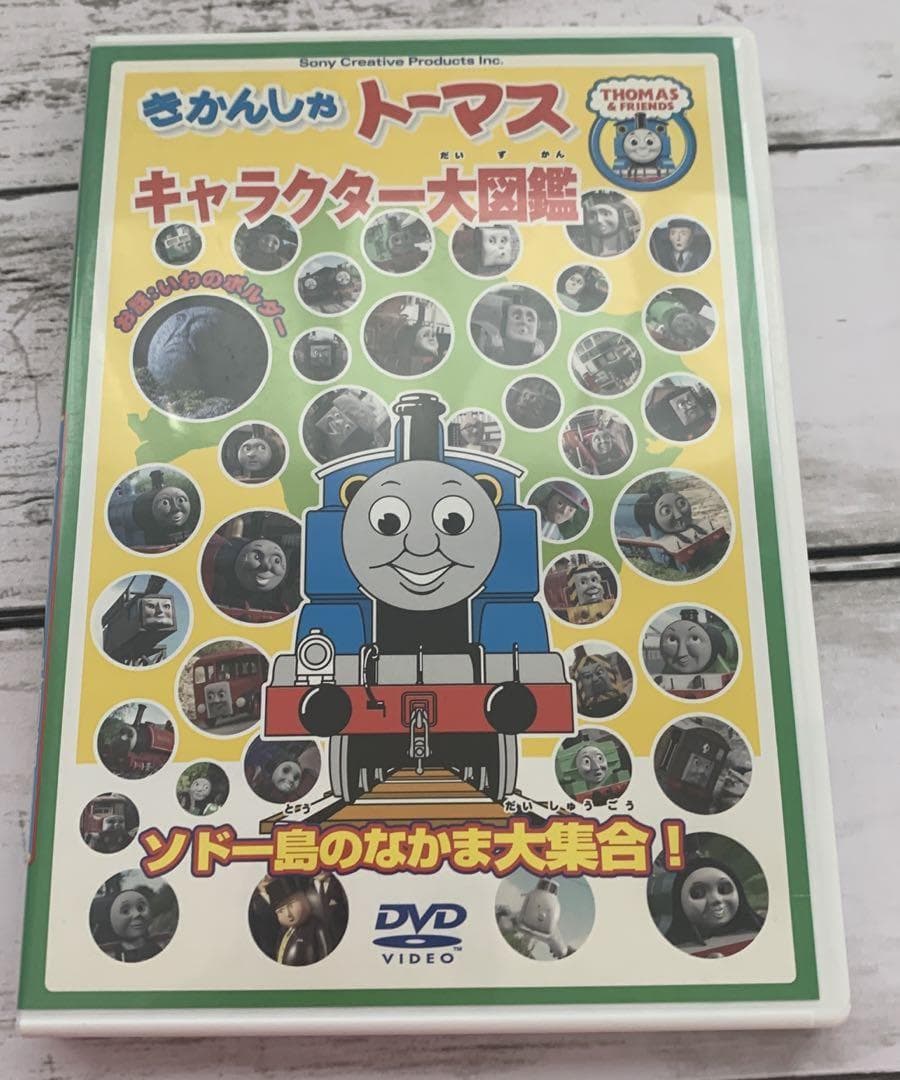 Sony Creative Products Inc.
きかんしゃ トーマス
THOMAS
& FRIENDS
だい ず かん
キャラクター大図鑑
お話:いわのボルダー
とう だい しゅう ごう
ソドー島のなかま大集合!
DVD
VIDEO
TM